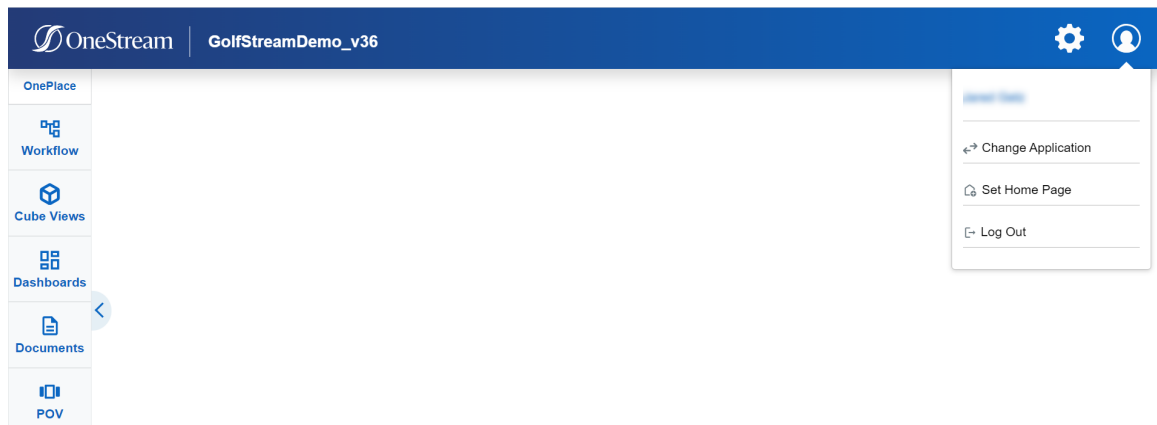 OneStream
GolfStreamDemo_v36
OnePlace
Workflow
Cube Views
Dashboards
Documents
POV
Change Application
Set Home Page
Log Out